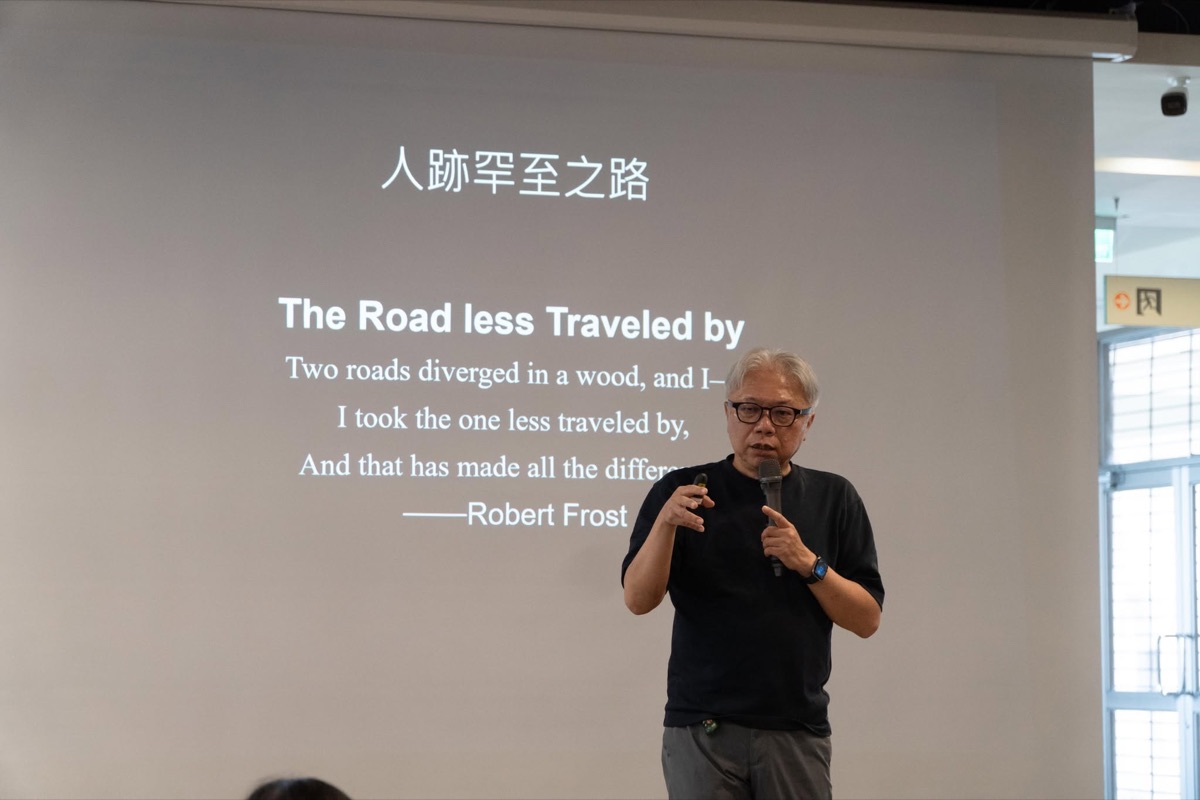 人跡罕至之路
The Road less Traveled by
Two roads diverged in a wood, and I–
I took the one less traveled by,
And that has made all the
——Robert Frost